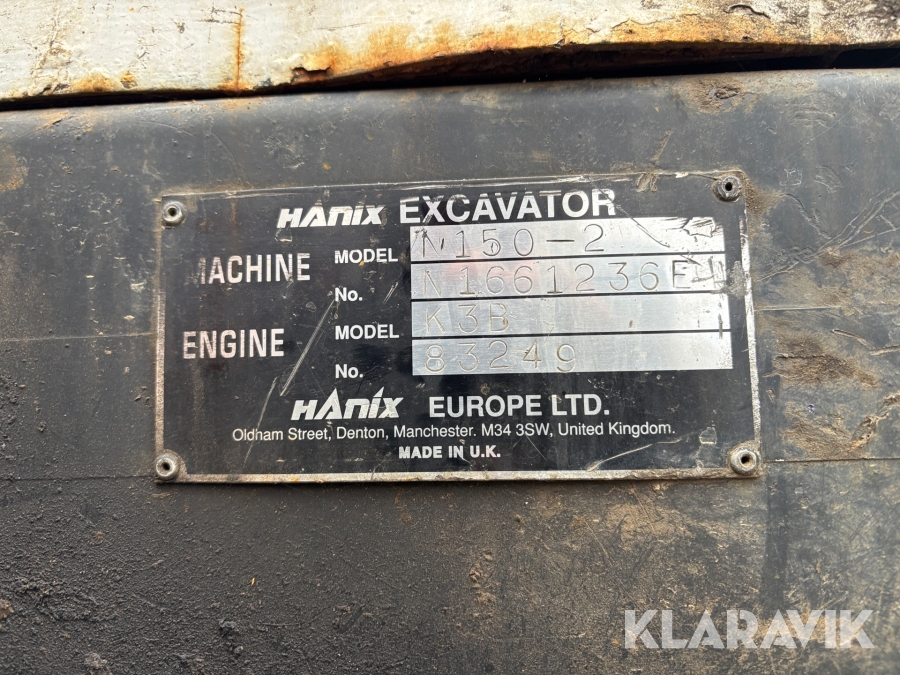 HANIX EXCAVATOR
MACHINE MODEL N150-2
No. N1661236E
ENGINE MODEL K3B
No. 83249
HANIX EUROPE LTD.
Oldham Street, Denton, Manchester. M34 3SW, United Kingdom.
MADE IN U.K.
KLARAVIK